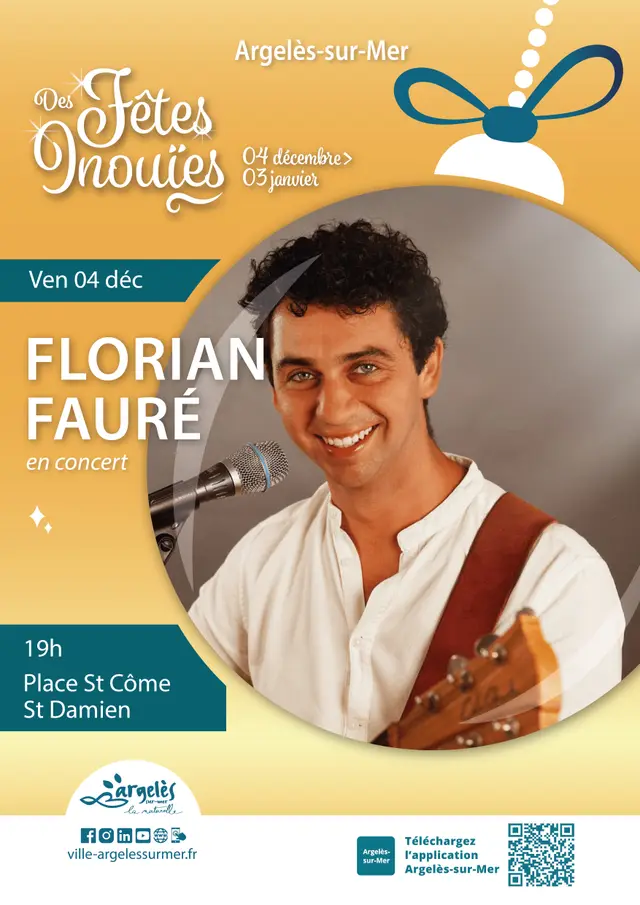 Argelès-sur-Mer
Des Fêtes
Inouïes
04 décembre>
03 janvier
Ven 04 déc
FLORIAN
FAURÉ
en concert
19h
Place St Côme
St Damien
argelès
sur-mer
la naturelle
ville-argelessurmer.fr
Argelès-
sur-Mer
Téléchargez
l'application
Argelès-sur-Mer